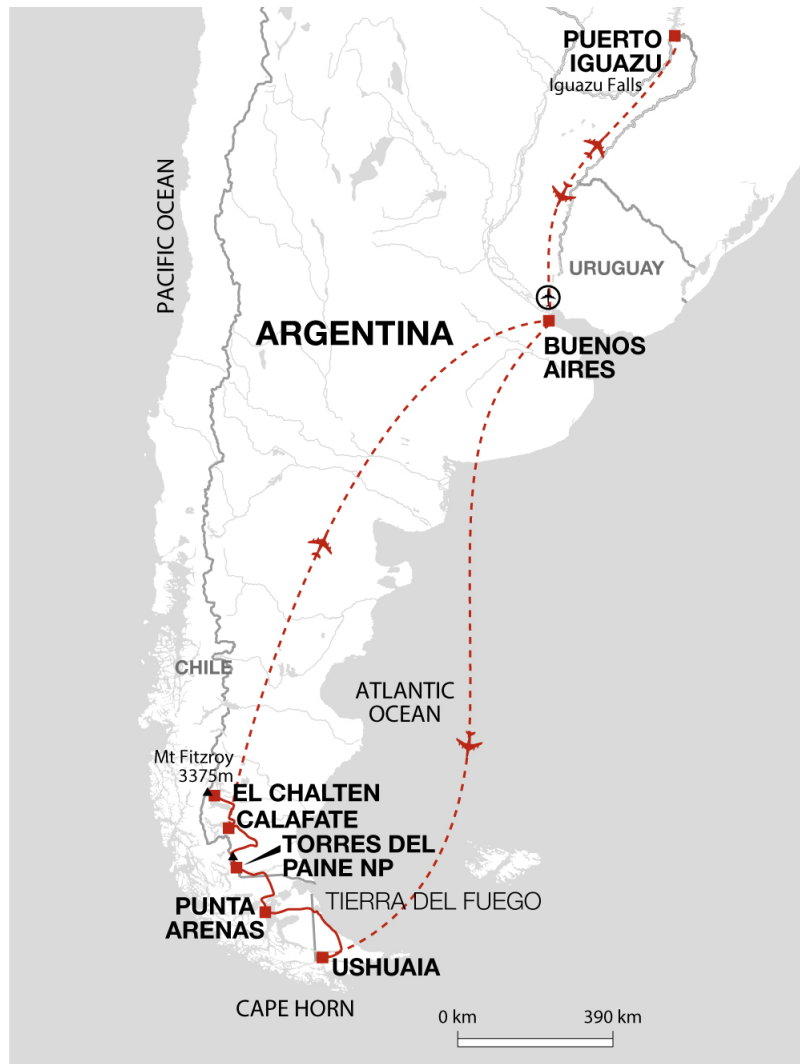 PUERTO
IGUAZU
Iguazu Falls
PACIFIC OCEAN
URUGUAY
ARGENTINA
BUENOS
AIRES
CHILE
ATLANTIC
OCEAN
Mt Fitzroy
3375m
EL CHALTEN
CALAFATE
TORRES DEL
PAINE NP
TIERRA DEL FUEGO
PUNTA
ARENAS
USHUAIA
CAPE HORN
0 km 390 km